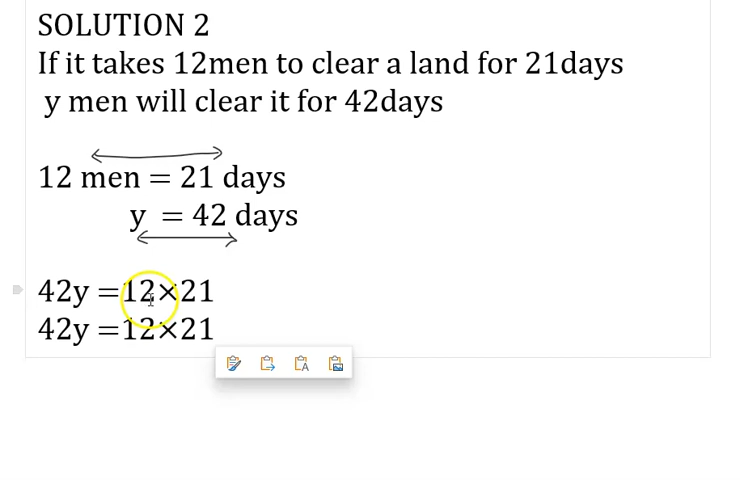 SOLUTION 2
If it takes 12men to clear a land for 21days
y men will clear it for 42days
12 men = 21 days
y = 42 days
42y =12×21
42y =12×21